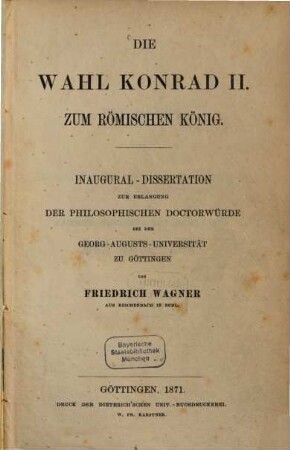 DIE
WAHL KONRAD II.
ZUM RÖMISCHEN KÖNIG.
INAUGURAL-DISSERTATION
ZUR ERLANGUNG
DER PHILOSOPHISCHEN DOCTORWÜRDE
BEI DER
GEORG-AUGUSTS-UNIVERSITÄT
ZU GÖTTINGEN
VON
FRIEDRICH WAGNER
AUS REICHENBACH IN SCHL.
Bayerische
Staatsbibliothek
München
GÖTTINGEN, 1871.
DRUCK DER DIETERICH'SCHEN UNIV.-BUCHDRUCKEREI.
W. FR. KAESTNER.